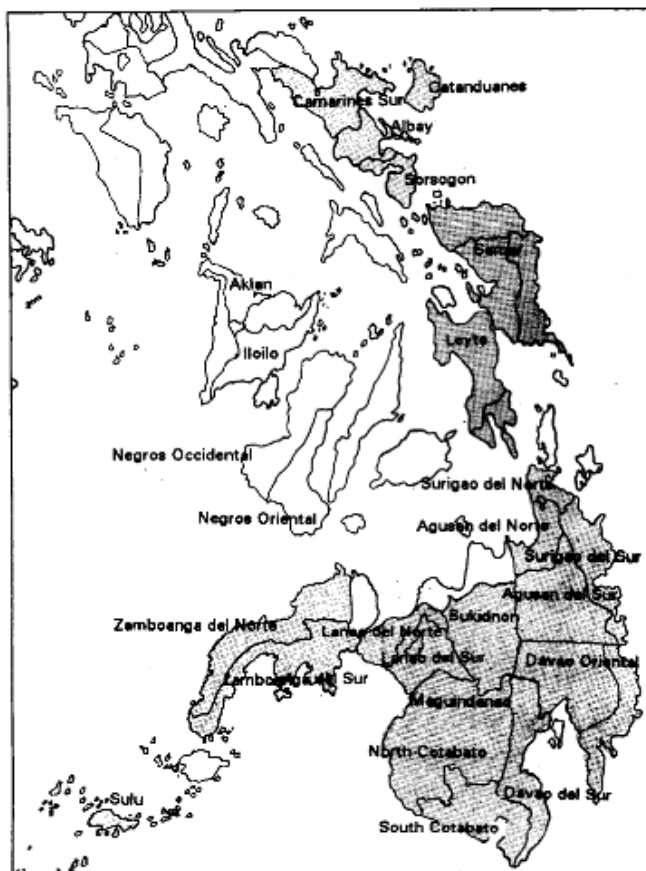 Catanduanes
Camarines Sur
Albay
Sorsogon
Samar
Aklan
Leyte
Iloilo
Negros Occidental
Surigao del Norte
Negros Oriental
Agusan del Norte
Surigao del Sur
Agusan del Sur
Bukidnon
Zamboanga del Norte
Lanao del Norte
Lanao del Sur
Davao Oriental
Zamboanga del Sur
Maguindanao
North Cotabato
Davao del Sur
Sulu
South Cotabato